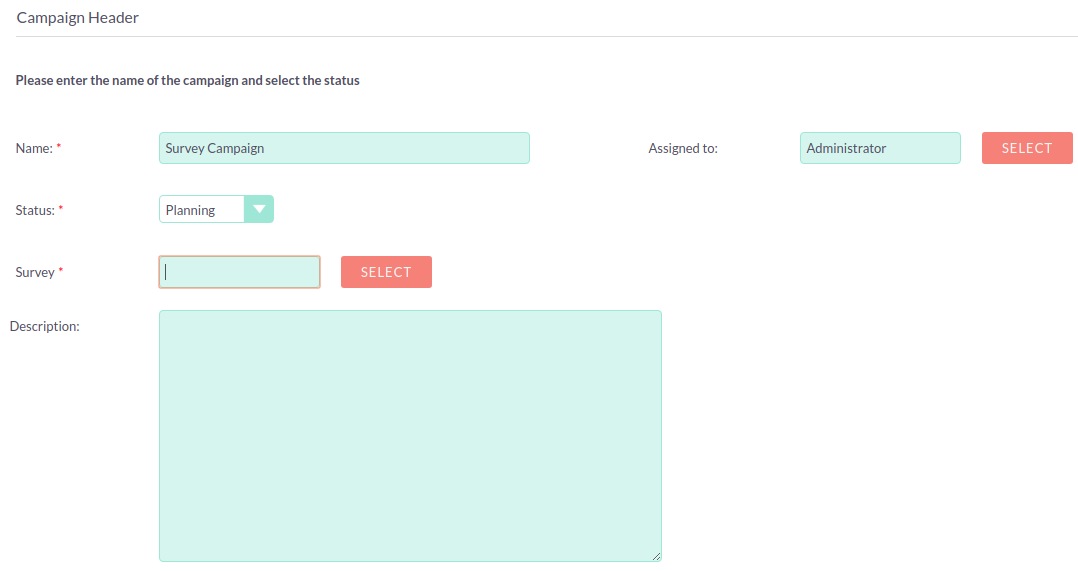 Campaign Header
Please enter the name of the campaign and select the status
Name: * Survey Campaign Assigned to: Administrator SELECT
Status: * Planning
Survey * SELECT
Description: